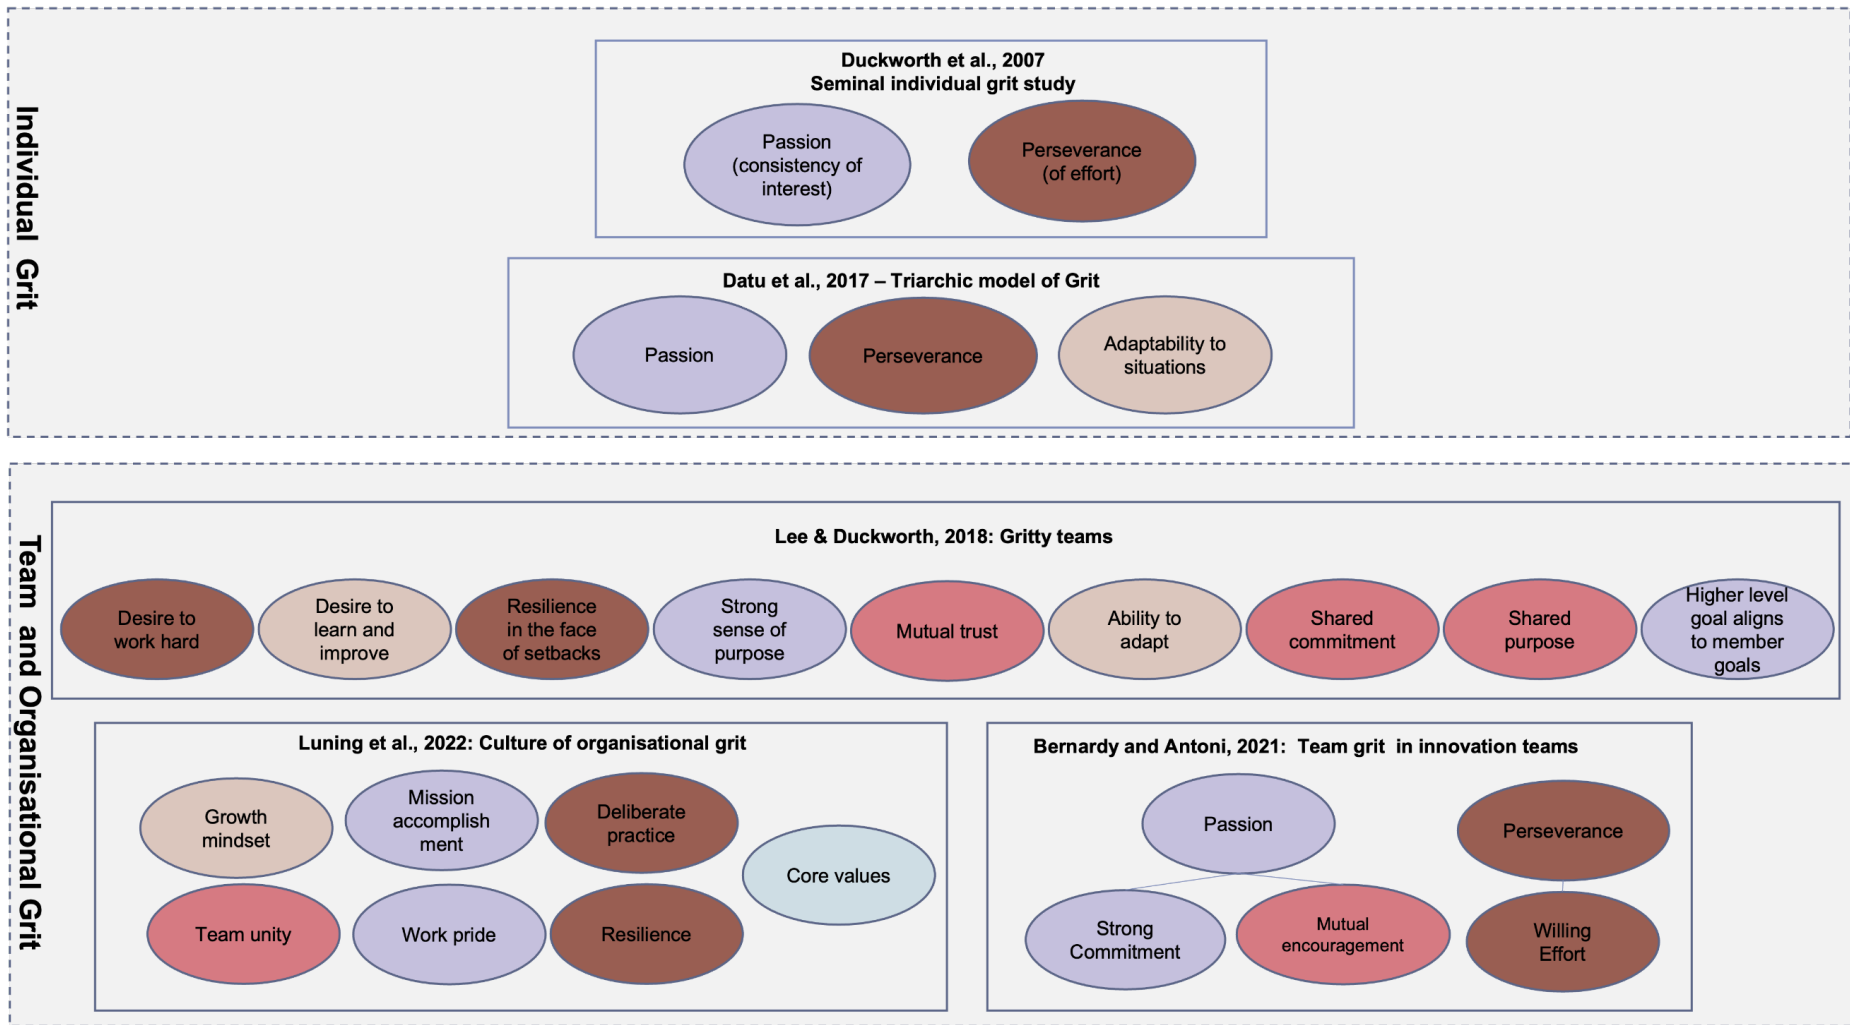 Individual Grit
Duckworth et al., 2007
Seminal individual grit study
Passion
(consistency of
interest)
Perseverance
(of effort)
Datu et al., 2017 – Triarchic model of Grit
Passion
Perseverance
Adaptability to
situations
Team and Organisational Grit
Lee & Duckworth, 2018: Gritty teams
Desire to
work hard
Desire to
learn and
improve
Resilience
in the face
of setbacks
Strong
sense of
purpose
Mutual trust
Ability to
adapt
Shared
commitment
Shared
purpose
Higher level
goal aligns
to member
goals
Luning et al., 2022: Culture of organisational grit
Growth
mindset
Mission
accomplish
ment
Deliberate
practice
Core values
Team unity
Work pride
Resilience
Bernardy and Antoni, 2021: Team grit in innovation teams
Passion
Perseverance
Strong
Commitment
Mutual
encouragement
Willing
Effort